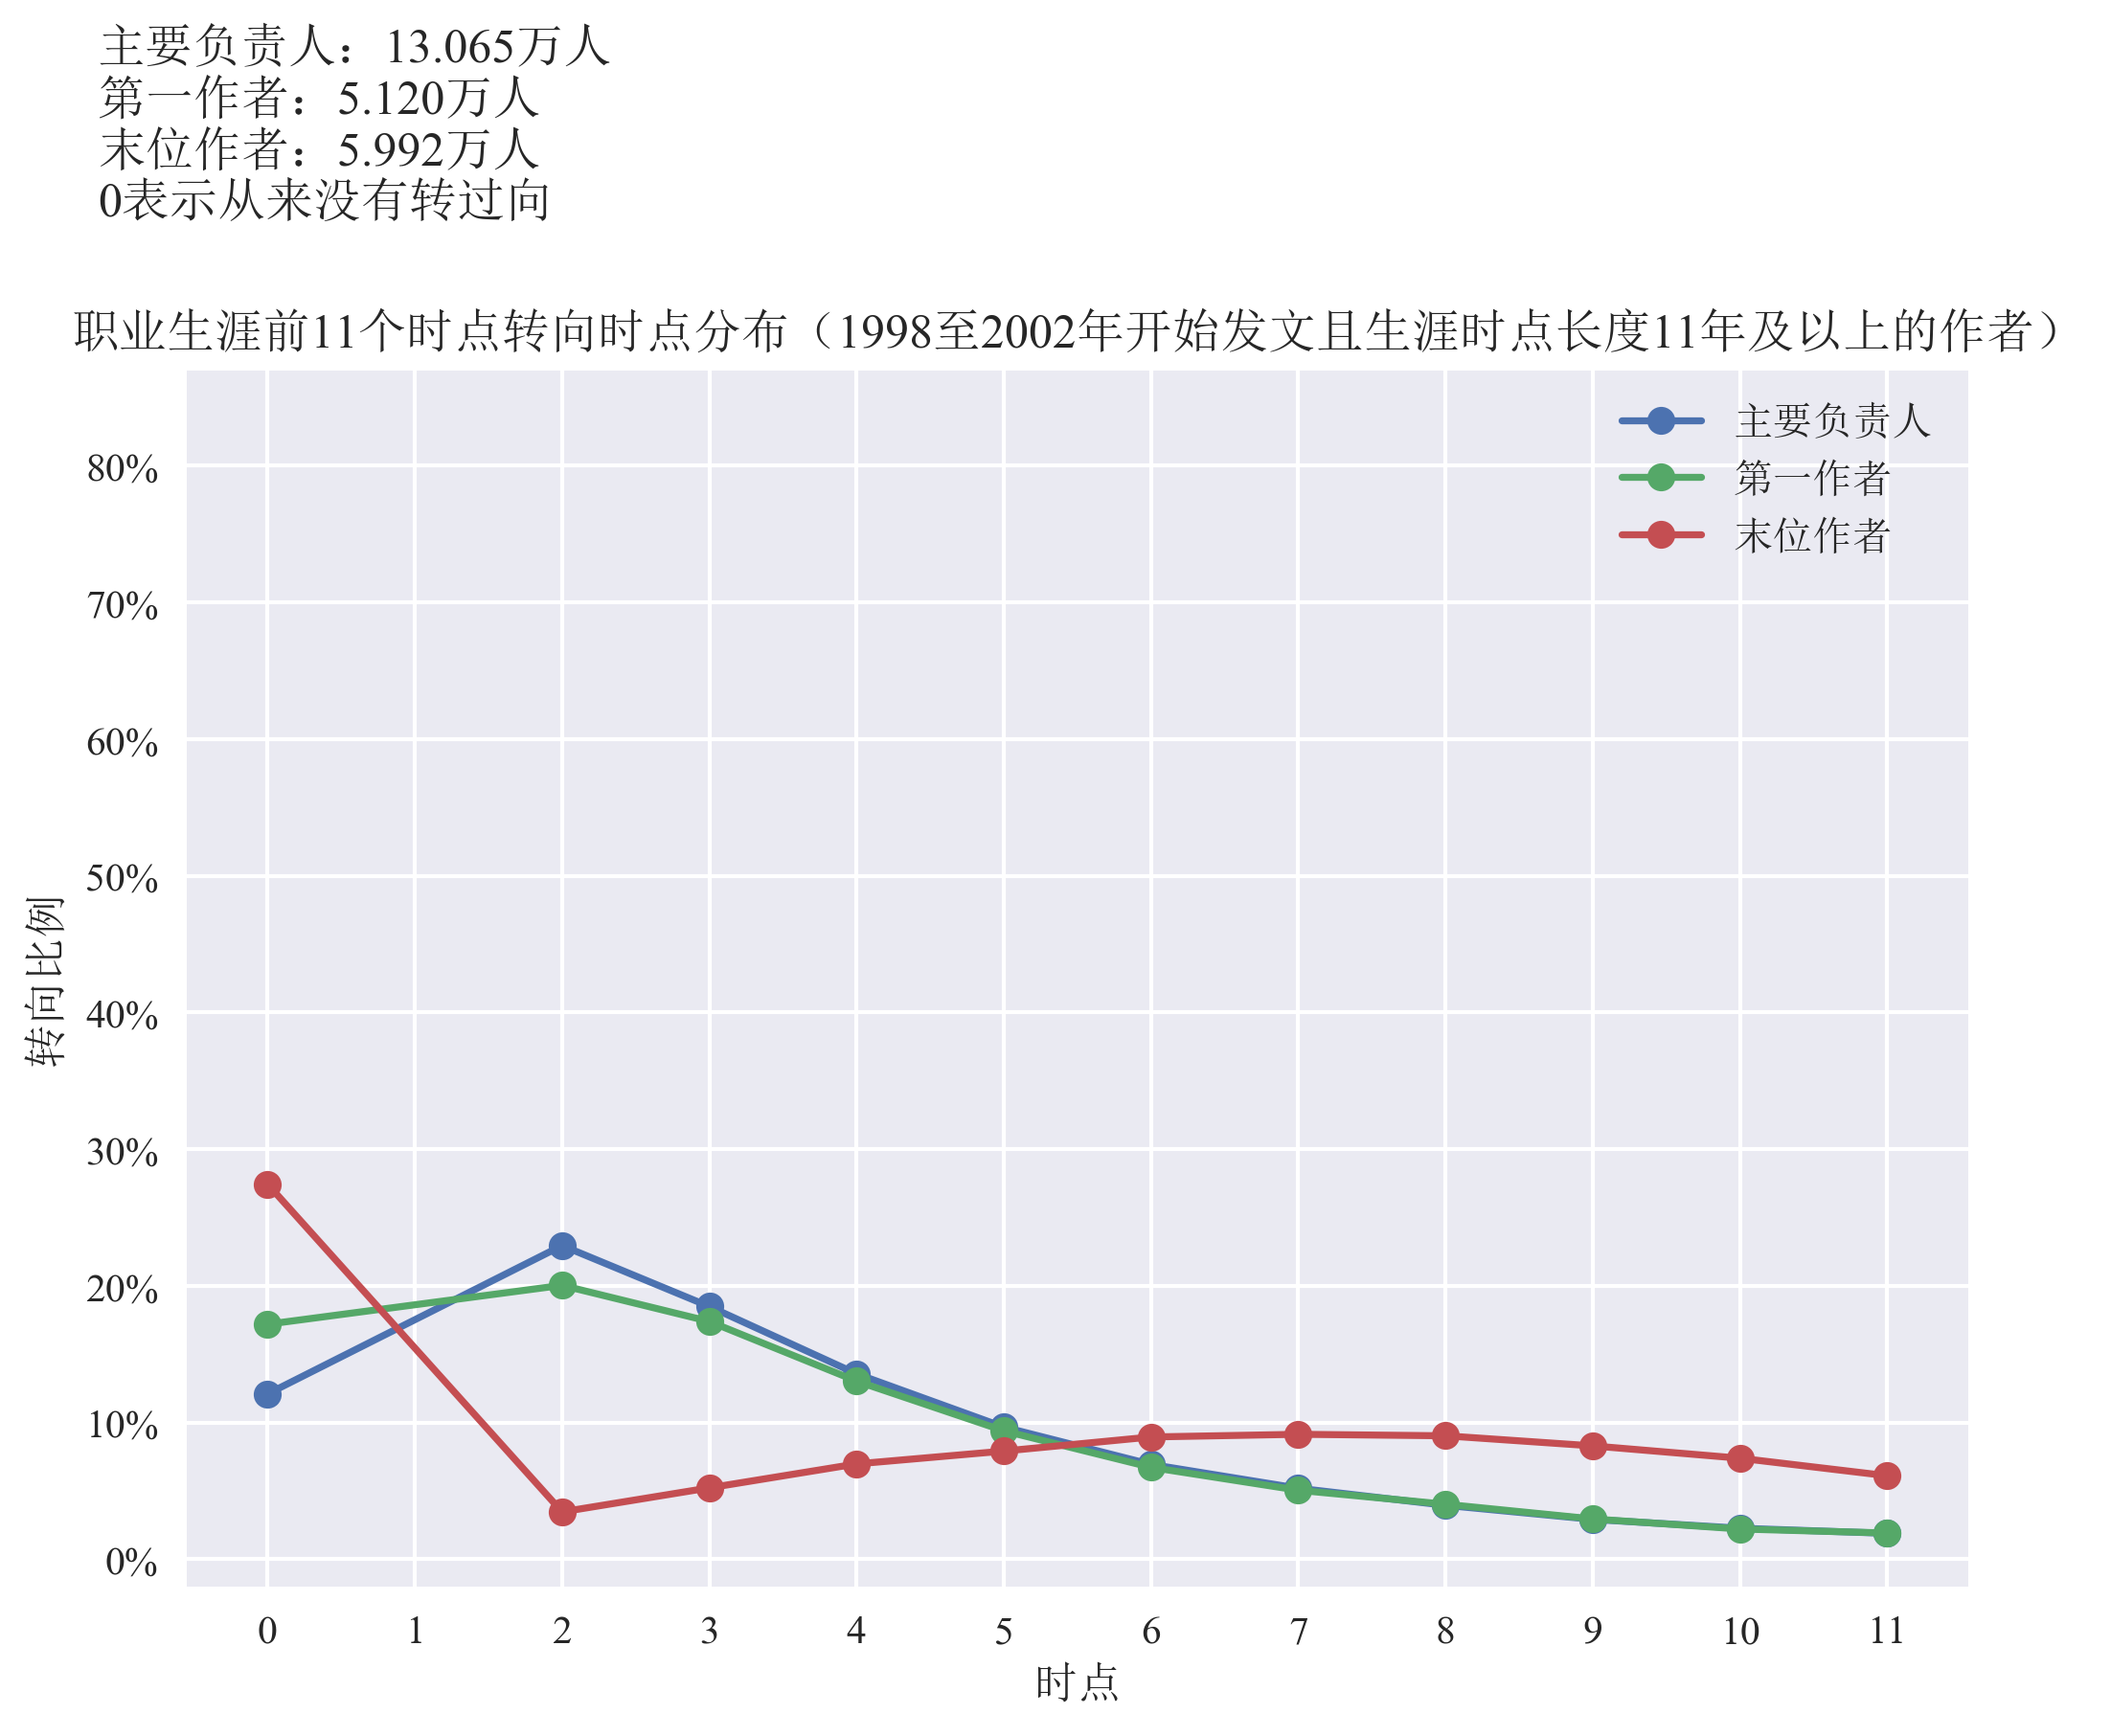 主要负责人：13.065万人
第一作者：5.120万人
末位作者：5.992万人
0表示从来没有转过向
职业生涯前11个时点转向时点分布（1998至2002年开始发文且生涯时点长度11年及以上的作者）
主要负责人
第一作者
末位作者
80%
70%
60%
50%
40%
30%
20%
10%
0%
转向比例
0 1 2 3 4 5 6 7 8 9 10 11
时点